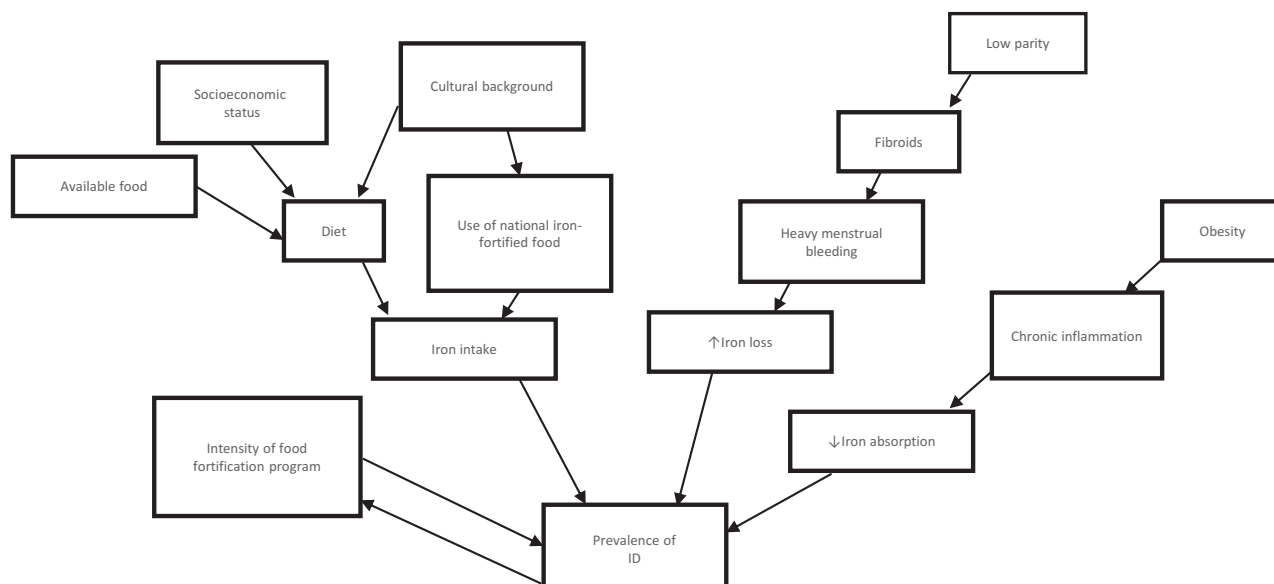 Low parity
Cultural background
Socioeconomic
status
Fibroids
Available food
Use of national iron-
fortified food
Diet
Heavy menstrual
bleeding
Obesity
Iron intake
↑Iron loss
Chronic inflammation
Intensity of food
fortification program
↓Iron absorption
Prevalence of
ID